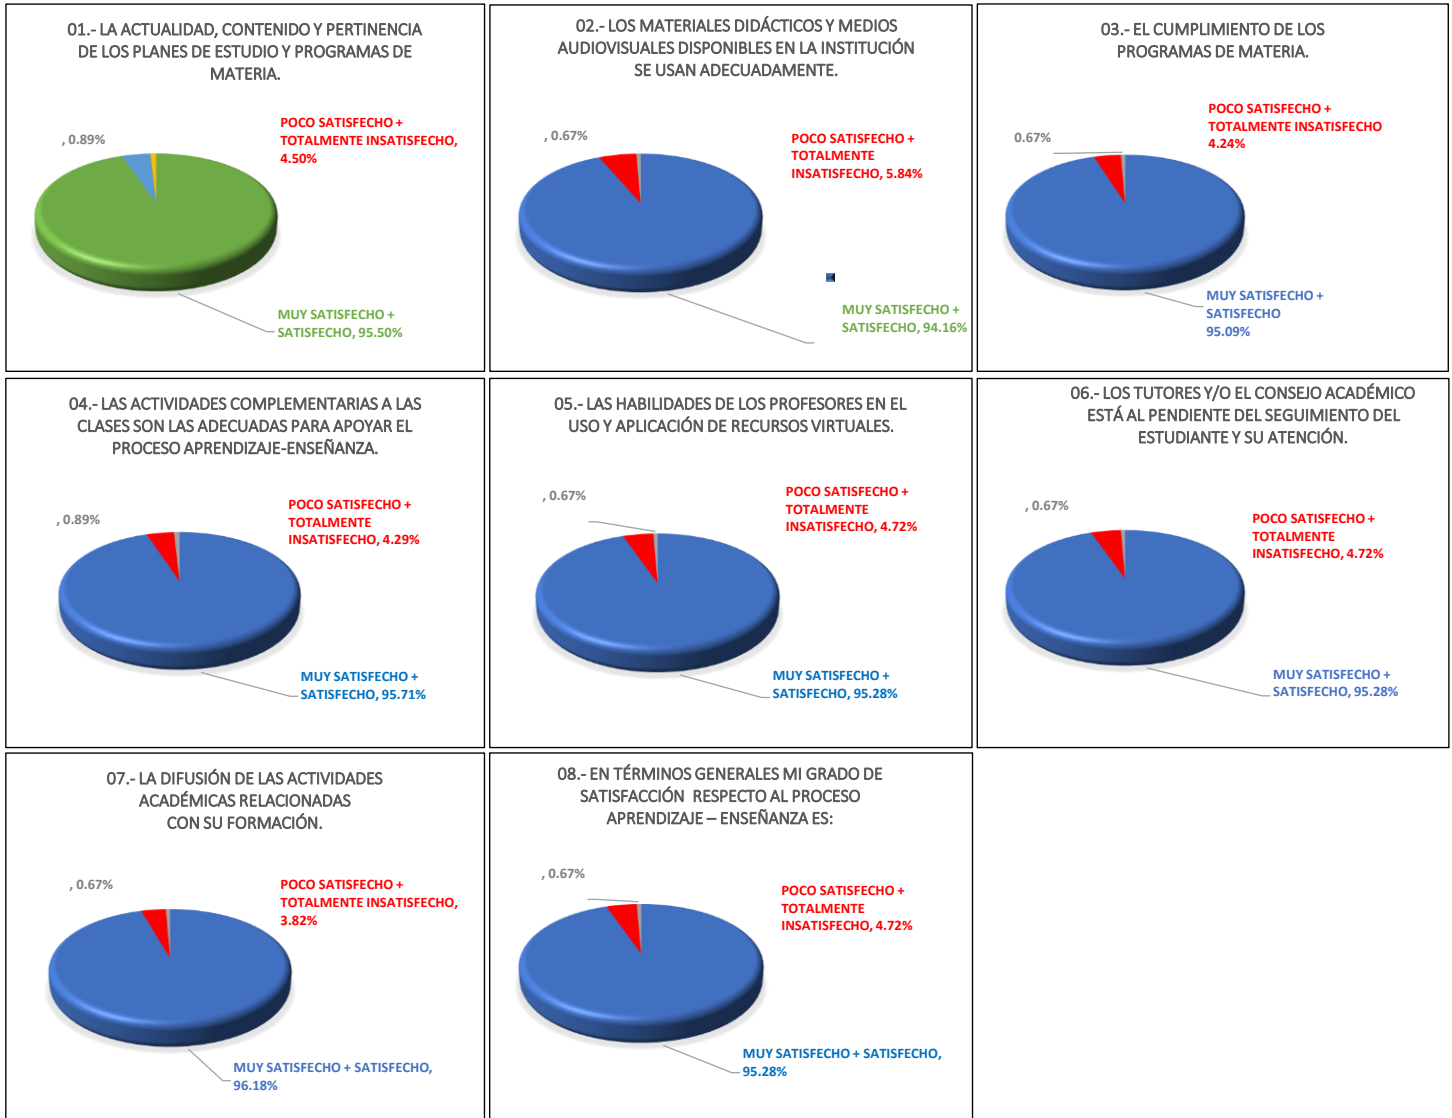 01.- LA ACTUALIDAD, CONTENIDO Y PERTINENCIA
DE LOS PLANES DE ESTUDIO Y PROGRAMAS DE
MATERIA.
, 0.89%
POCO SATISFECHO +
TOTALMENTE INSATISFECHO,
4.50%
MUY SATISFECHO +
SATISFECHO, 95.50%
02.- LOS MATERIALES DIDÁCTICOS Y MEDIOS
AUDIOVISUALES DISPONIBLES EN LA INSTITUCIÓN
SE USAN ADECUADAMENTE.
, 0.67%
POCO SATISFECHO +
TOTALMENTE
INSATISFECHO, 5.84%
MUY SATISFECHO +
SATISFECHO, 94.16%
03.- EL CUMPLIMIENTO DE LOS
PROGRAMAS DE MATERIA.
0.67%
POCO SATISFECHO +
TOTALMENTE INSATISFECHO
4.24%
MUY SATISFECHO +
SATISFECHO
95.09%
04.- LAS ACTIVIDADES COMPLEMENTARIAS A LAS
CLASES SON LAS ADECUADAS PARA APOYAR EL
PROCESO APRENDIZAJE-ENSEÑANZA.
, 0.89%
POCO SATISFECHO +
TOTALMENTE
INSATISFECHO, 4.29%
MUY SATISFECHO +
SATISFECHO, 95.71%
05.- LAS HABILIDADES DE LOS PROFESORES EN EL
USO Y APLICACIÓN DE RECURSOS VIRTUALES.
, 0.67%
POCO SATISFECHO +
TOTALMENTE
INSATISFECHO, 4.72%
MUY SATISFECHO +
SATISFECHO, 95.28%
06.- LOS TUTORES Y/O EL CONSEJO ACADÉMICO
ESTÁ AL PENDIENTE DEL SEGUIMIENTO DEL
ESTUDIANTE Y SU ATENCIÓN.
, 0.67%
POCO SATISFECHO +
TOTALMENTE
INSATISFECHO, 4.72%
MUY SATISFECHO +
SATISFECHO, 95.28%
07.- LA DIFUSIÓN DE LAS ACTIVIDADES
ACADÉMICAS RELACIONADAS
CON SU FORMACIÓN.
, 0.67%
POCO SATISFECHO +
TOTALMENTE INSATISFECHO,
3.82%
MUY SATISFECHO + SATISFECHO,
96.18%
08.- EN TÉRMINOS GENERALES MI GRADO DE
SATISFACCIÓN RESPECTO AL PROCESO
APRENDIZAJE – ENSEÑANZA ES:
, 0.67%
POCO SATISFECHO +
TOTALMENTE
INSATISFECHO, 4.72%
MUY SATISFECHO + SATISFECHO,
95.28%